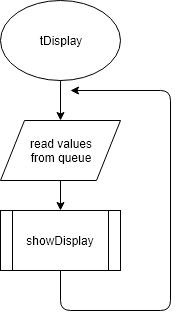 tDisplay
read values
from queue
showDisplay